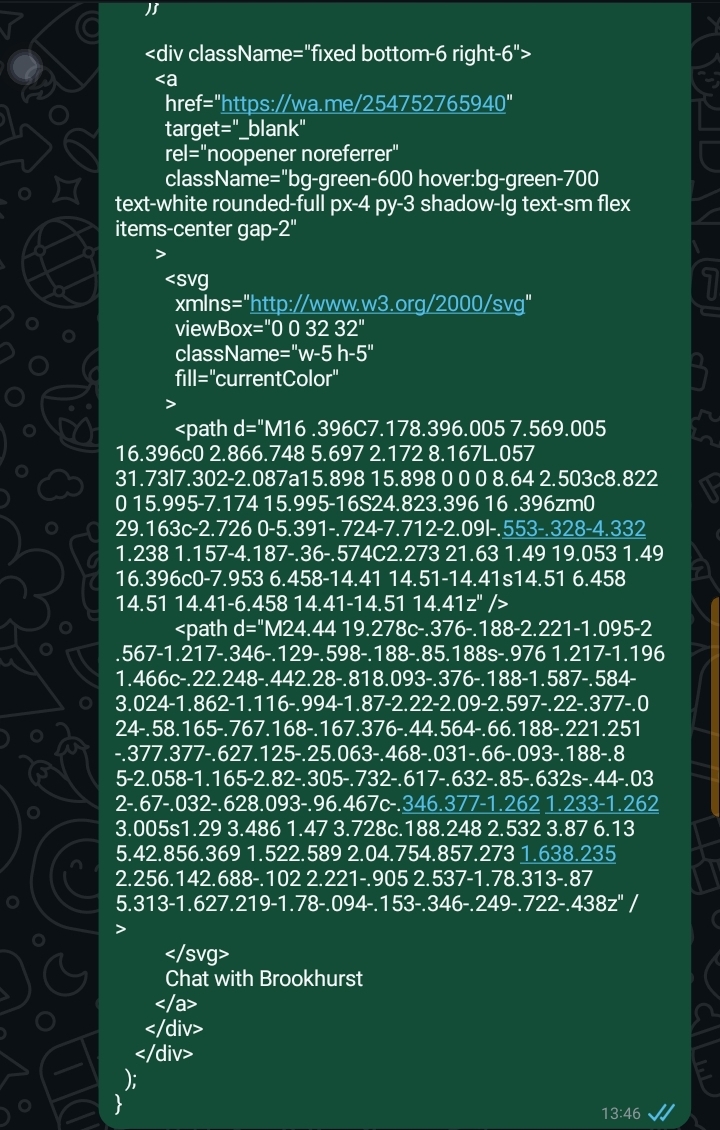 )}
<div className="fixed bottom-6 right-6">
<a
href="https://wa.me/254752765940"
target="_blank"
rel="noopener noreferrer"
className="bg-green-600 hover:bg-green-700
text-white rounded-full px-4 py-3 shadow-lg text-sm flex
items-center gap-2"
>
<svg
xmlns="http://www.w3.org/2000/svg"
viewBox="0 0 32 32"
className="w-5 h-5"
fill="currentColor"
>
<path d="M16 .396C7.178.396.005 7.569.005
16.396c0 2.866.748 5.697 2.172 8.167L.057
31.73l7.302-2.087a15.898 15.898 0 0 0 8.64 2.503c8.822
0 15.995-7.174 15.995-16S24.823.396 16 .396zm0
29.163c-2.726 0-5.391-.724-7.712-2.09l-.553-.328-4.332
1.238 1.157-4.187-.36-.574C2.273 21.63 1.49 19.053 1.49
16.396c0-7.953 6.458-14.41 14.51-14.41s14.51 6.458
14.51 14.41-6.458 14.41-14.51 14.41z" />
<path d="M24.44 19.278c-.376-.188-2.221-1.095-2
.567-1.217-.346-.129-.598-.188-.85.188s-.976 1.217-1.196
1.466c-.22.248-.442.28-.818.093-.376-.188-1.587-.584-
3.024-1.862-1.116-.994-1.87-2.22-2.09-2.597-.22-.377-.0
24-.58.165-.767.168-.167.376-.44.564-.66.188-.221.251
-.377.377-.627.125-.25.063-.468-.031-.66-.093-.188-.8
5-2.058-1.165-2.82-.305-.732-.617-.632-.85-.632s-.44-.03
2-.67-.032-.628.093-.96.467c-.346.377-1.262 1.233-1.262
3.005s1.29 3.486 1.47 3.728c.188.248 2.532 3.87 6.13
5.42.856.369 1.522.589 2.04.754.857.273 1.638.235
2.256.142.688-.102 2.221-.905 2.537-1.78.313-.87
5.313-1.627.219-1.78-.094-.153-.346-.249-.722-.438z" /
>
</svg>
Chat with Brookhurst
</a>
</div>
</div>
);
}
13:46